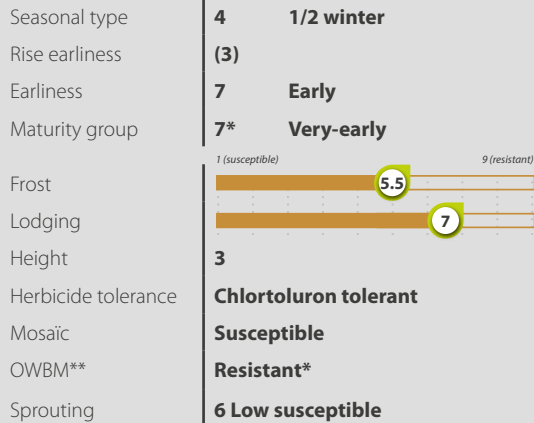 Seasonal type 4 1/2 winter
Rise earliness (3)
Earliness 7 Early
Maturity group 7* Very-early
1 (susceptible) 9 (resistant)
Frost 5.5
Lodging 7
Height 3
Herbicide tolerance Chlortoluron tolerant
Mosaïc Susceptible
OWBM** Resistant*
Sprouting 6 Low susceptible